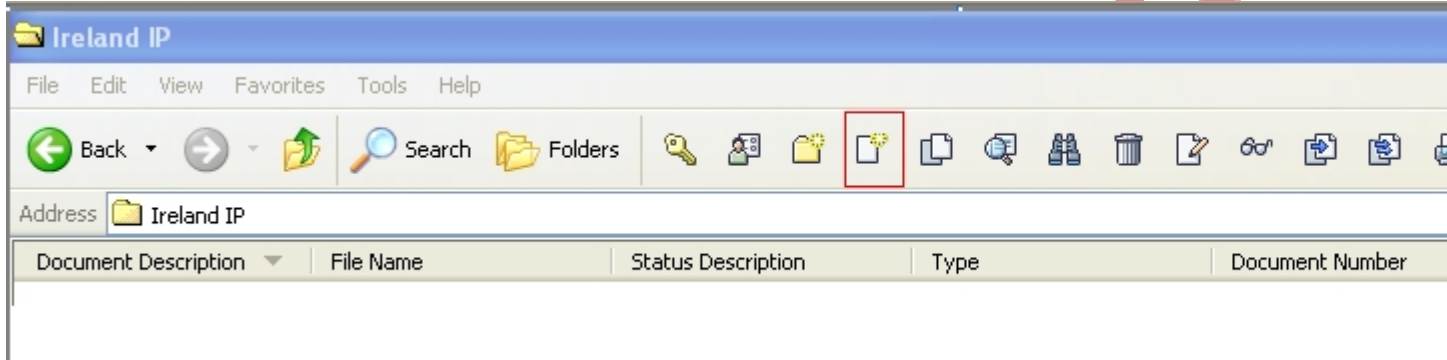 Ireland IP
File Edit View Favorites Tools Help
Back Search Folders
Address Ireland IP
Document Description File Name Status Description Type Document Number